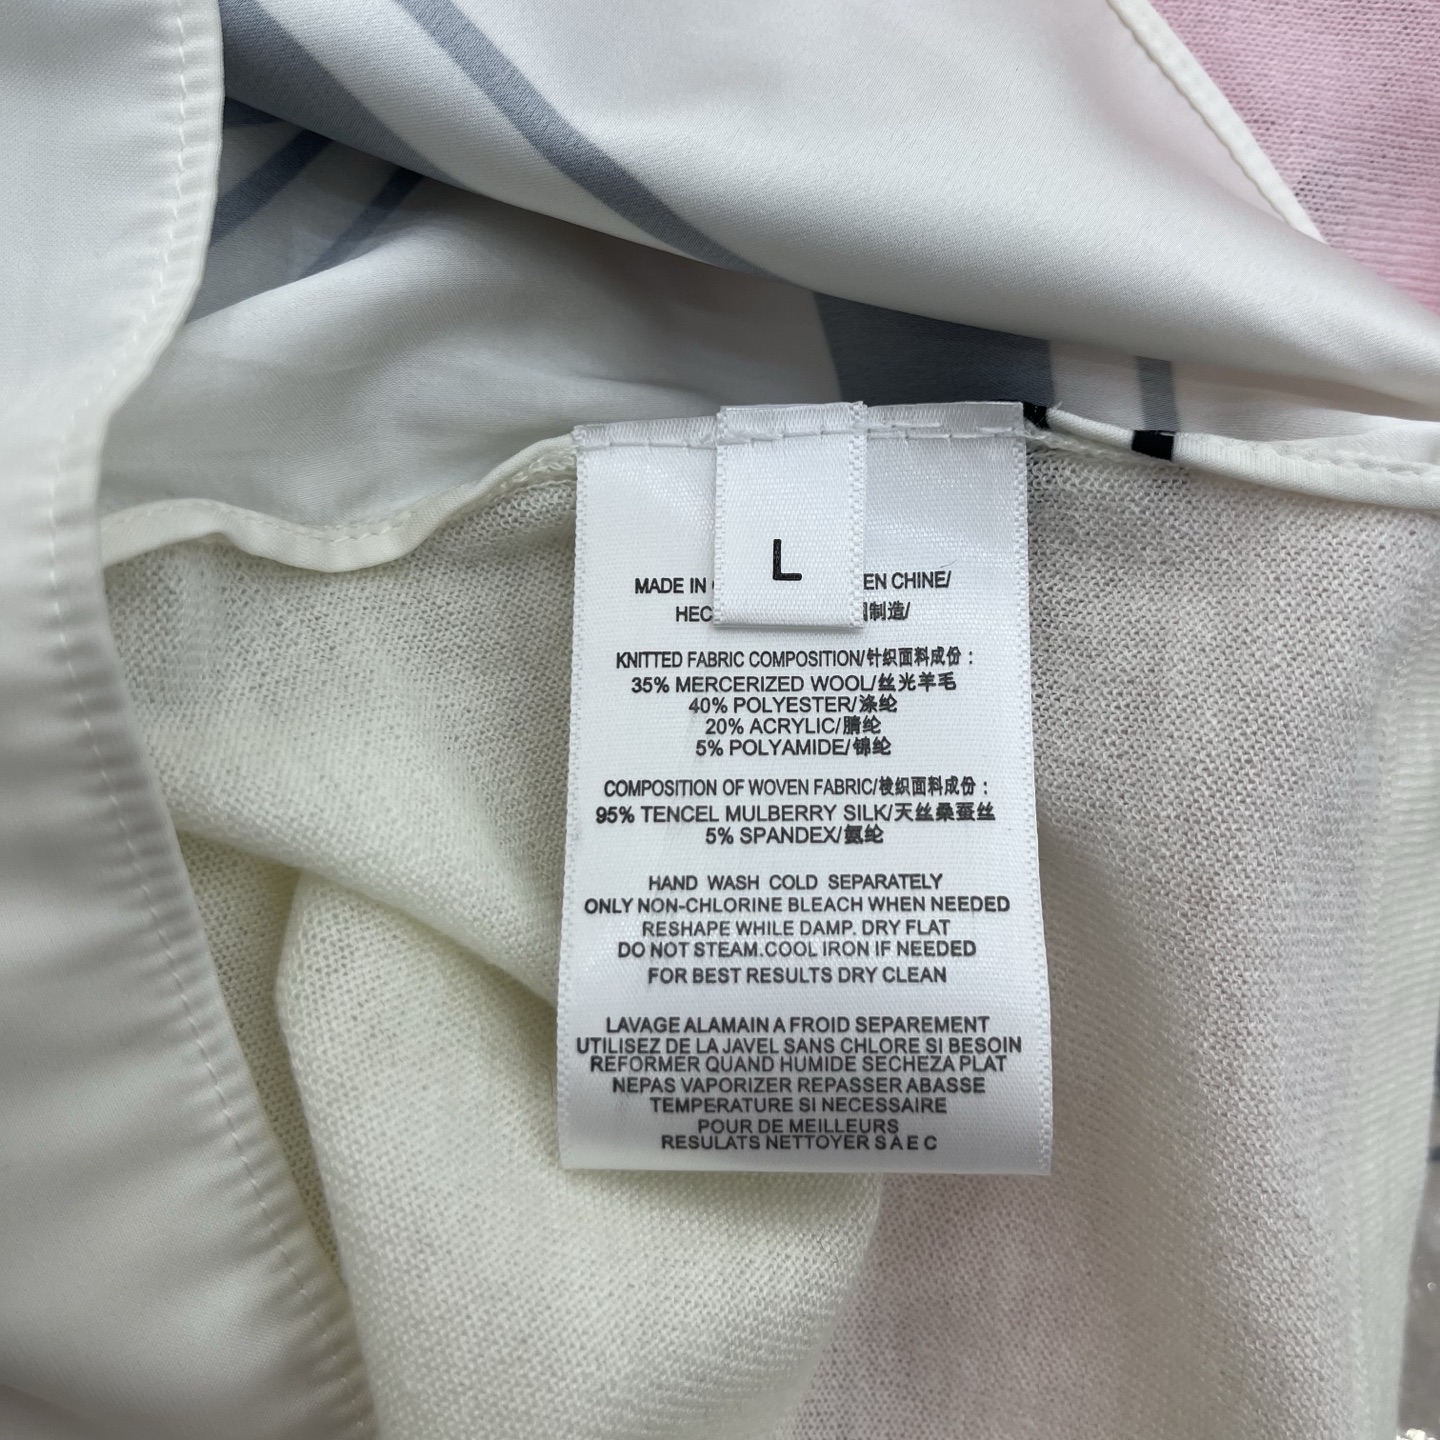 L
MADE IN EN CHINE/
HEC 制造/
KNITTED FABRIC COMPOSITION/针织面料成份：
35% MERCERIZED WOOL/丝光羊毛
40% POLYESTER/涤纶
20% ACRYLIC/腈纶
5% POLYAMIDE/锦纶
COMPOSITION OF WOVEN FABRIC/梭织面料成份：
95% TENCEL MULBERRY SILK/天丝桑蚕丝
5% SPANDEX/氨纶
HAND WASH COLD SEPARATELY
ONLY NON-CHLORINE BLEACH WHEN NEEDED
RESHAPE WHILE DAMP. DRY FLAT
DO NOT STEAM.COOL IRON IF NEEDED
FOR BEST RESULTS DRY CLEAN
LAVAGE ALAMAIN A FROID SEPAREMENT
UTILISEZ DE LA JAVEL SANS CHLORE SI BESOIN
REFORMER QUAND HUMIDE SECHEZA PLAT
NEPAS VAPORIZER REPASSER ABASSE
TEMPERATURE SI NECESSAIRE
POUR DE MEILLEURS
RESULATS NETTOYER S A E C